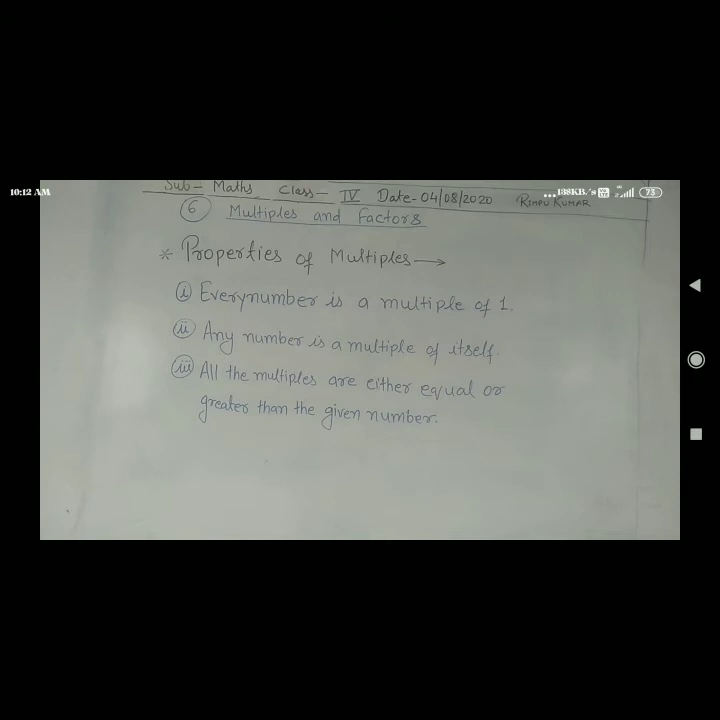 10:12 AM ...138KB/s 73
Sub- Maths Class- IV Date- 04/08/2020 RIMPU KUMAR
6 Multiples and Factors
* Properties of Multiples →
(i) Everynumber is a multiple of 1.
(ii) Any number is a multiple of itself.
(iii) All the multiples are either equal or
greater than the given number.